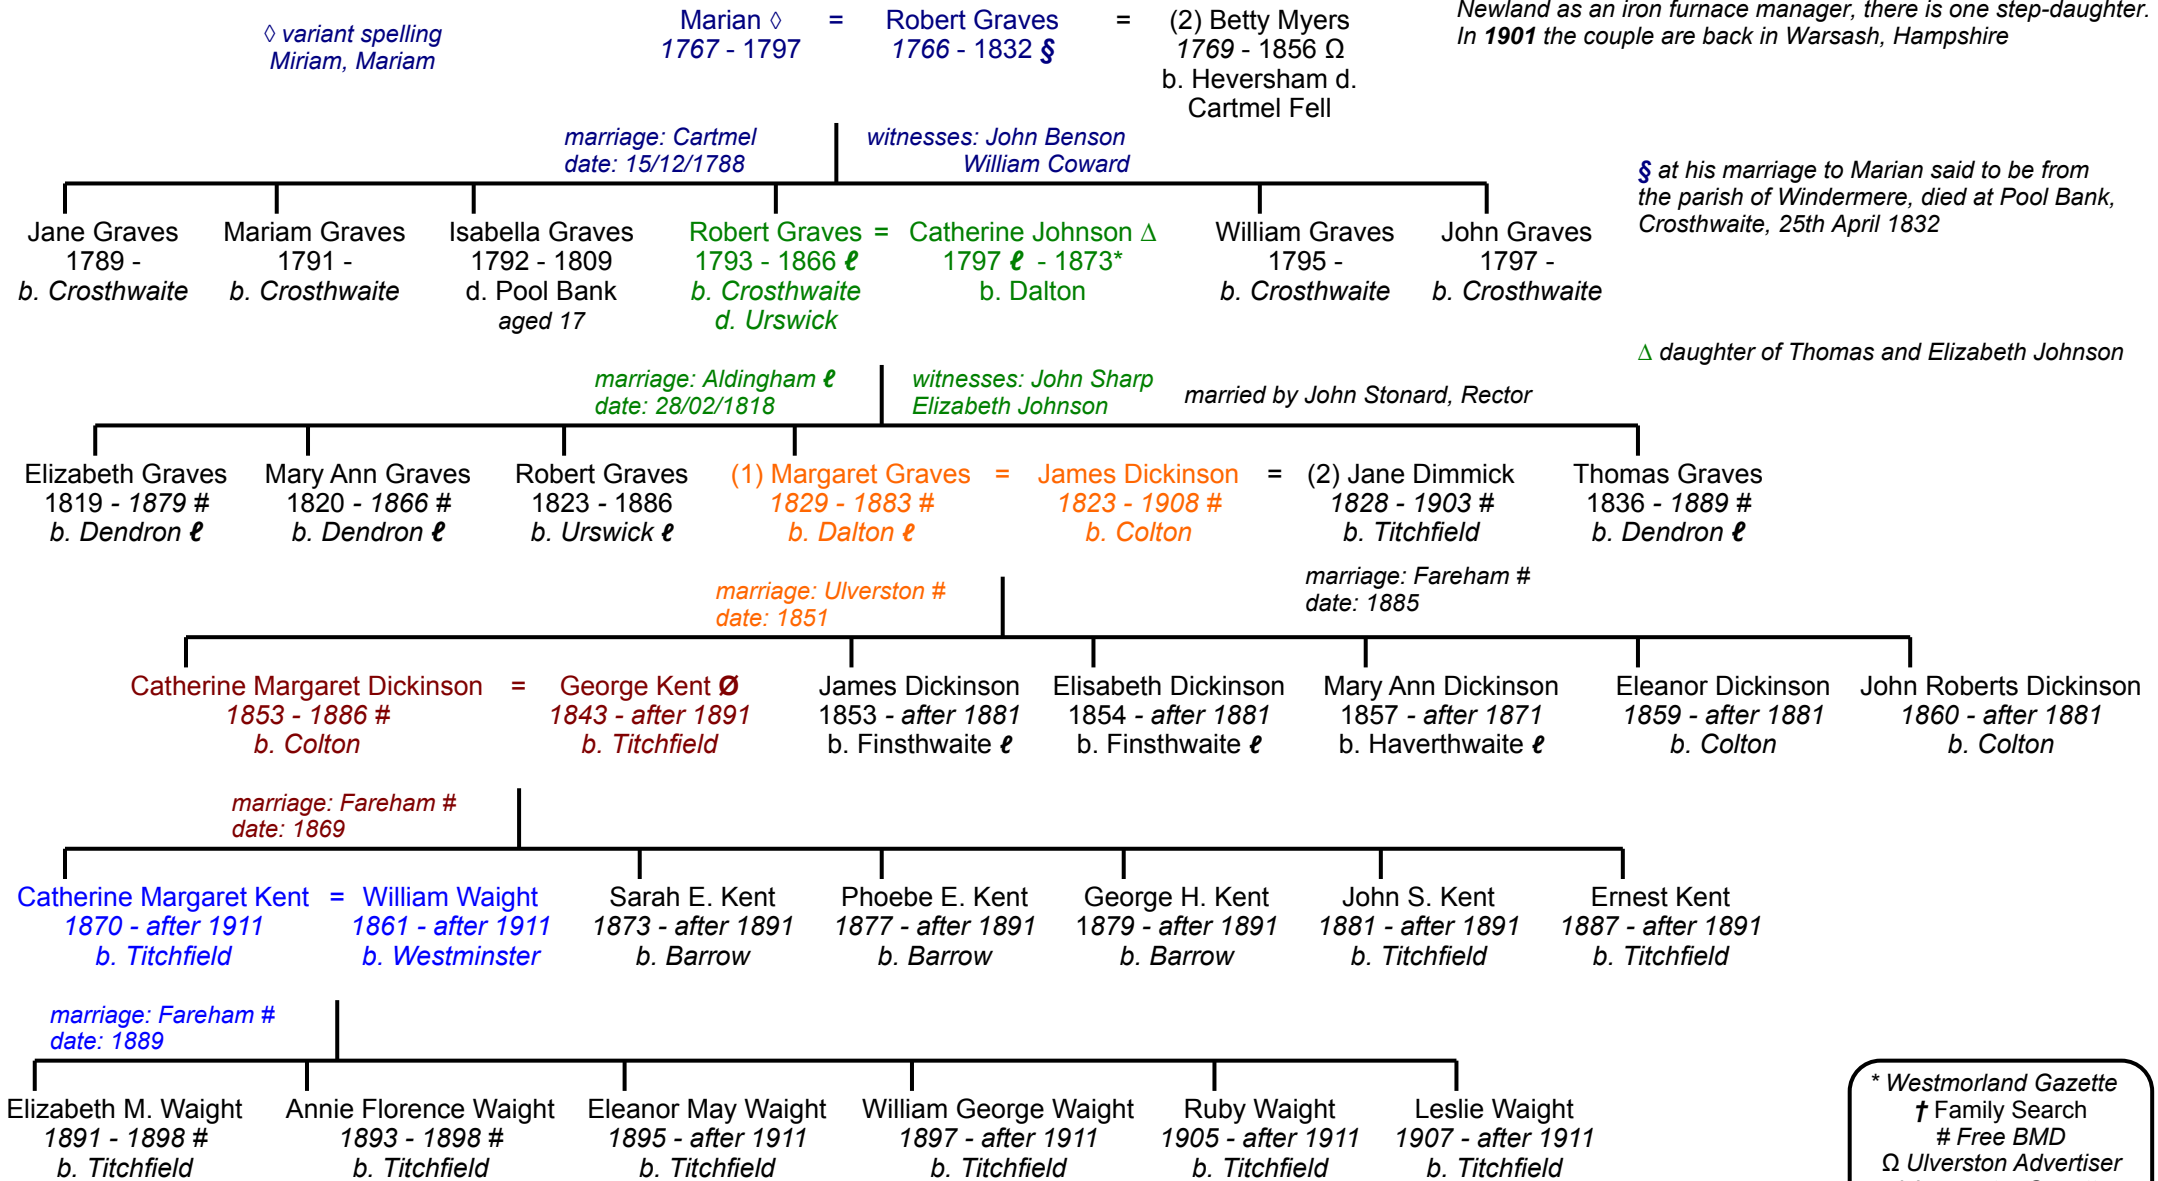 Newland as an iron furnace manager, there is one step-daughter.
In 1901 the couple are back in Warsash, Hampshire
◊ variant spelling
Miriam, Mariam
Marian ◊ = Robert Graves = (2) Betty Myers
1767 - 1797 1766 - 1832 § 1769 - 1856 Ω
b. Heversham d.
Cartmel Fell
marriage: Cartmel witnesses: John Benson
date: 15/12/1788 William Coward
§ at his marriage to Marian said to be from
the parish of Windermere, died at Pool Bank,
Crosthwaite, 25th April 1832
Jane Graves Mariam Graves Isabella Graves Robert Graves = Catherine Johnson Δ William Graves John Graves
1789 - 1791 - 1792 - 1809 1793 - 1866 ℓ 1797 ℓ - 1873* 1795 - 1797 -
b. Crosthwaite b. Crosthwaite d. Pool Bank b. Crosthwaite b. Dalton b. Crosthwaite b. Crosthwaite
aged 17 d. Urswick
Δ daughter of Thomas and Elizabeth Johnson
marriage: Aldingham ℓ witnesses: John Sharp
date: 28/02/1818 Elizabeth Johnson married by John Stonard, Rector
Elizabeth Graves Mary Ann Graves Robert Graves (1) Margaret Graves = James Dickinson = (2) Jane Dimmick Thomas Graves
1819 - 1879 # 1820 - 1866 # 1823 - 1886 1829 - 1883 # 1823 - 1908 # 1828 - 1903 # 1836 - 1889 #
b. Dendron ℓ b. Dendron ℓ b. Urswick ℓ b. Dalton ℓ b. Colton b. Titchfield b. Dendron ℓ
marriage: Ulverston # marriage: Fareham #
date: 1851 date: 1885
Catherine Margaret Dickinson = George Kent Ø James Dickinson Elisabeth Dickinson Mary Ann Dickinson Eleanor Dickinson John Roberts Dickinson
1853 - 1886 # 1843 - after 1891 1853 - after 1881 1854 - after 1881 1857 - after 1871 1859 - after 1881 1860 - after 1881
b. Colton b. Titchfield b. Finsthwaite ℓ b. Finsthwaite ℓ b. Haverthwaite ℓ b. Colton b. Colton
marriage: Fareham #
date: 1869
Catherine Margaret Kent = William Waight Sarah E. Kent Phoebe E. Kent George H. Kent John S. Kent Ernest Kent
1870 - after 1911 1861 - after 1911 1873 - after 1891 1877 - after 1891 1879 - after 1891 1881 - after 1891 1887 - after 1891
b. Titchfield b. Westminster b. Barrow b. Barrow b. Barrow b. Titchfield b. Titchfield
marriage: Fareham #
date: 1889
Elizabeth M. Waight Annie Florence Waight Eleanor May Waight William George Waight Ruby Waight Leslie Waight
1891 - 1898 # 1893 - 1898 # 1895 - after 1911 1897 - after 1911 1905 - after 1911 1907 - after 1911
b. Titchfield b. Titchfield b. Titchfield b. Titchfield b. Titchfield b. Titchfield
* Westmorland Gazette
† Family Search
# Free BMD
Ω Ulverston Advertiser